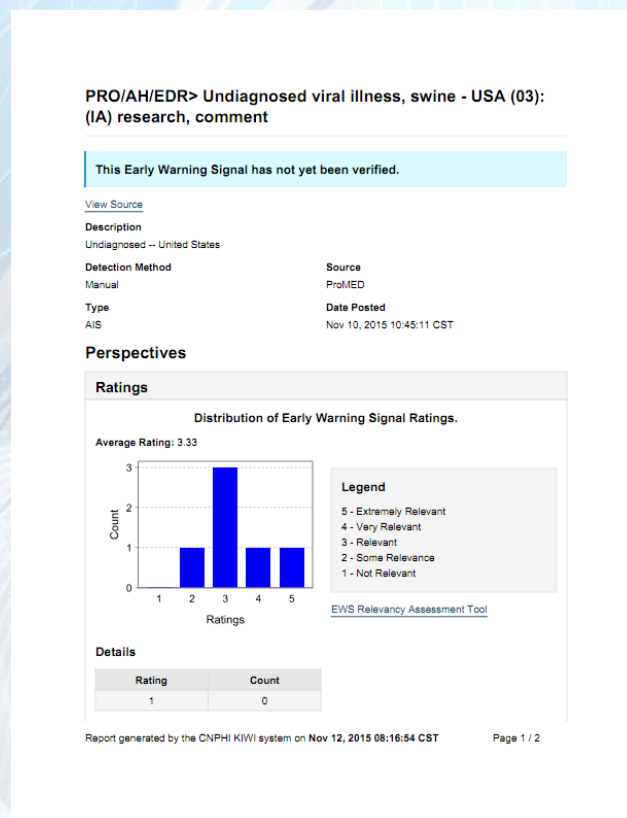 PRO/AH/EDR> Undiagnosed viral illness, swine - USA (03):
(IA) research, comment
This Early Warning Signal has not yet been verified.
View Source
Description
Undiagnosed -- United States
Detection Method
Manual
Source
ProMED
Type
AIS
Date Posted
Nov 10, 2015 10:45:11 CST
Perspectives
Ratings
Distribution of Early Warning Signal Ratings.
Average Rating: 3.33
3
2
1
0
Count
1 2 3 4 5
Ratings
Legend
5 - Extremely Relevant
4 - Very Relevant
3 - Relevant
2 - Some Relevance
1 - Not Relevant
EWS Relevancy Assessment Tool
Details
Rating Count
1 0
Report generated by the CNPHI KIWI system on Nov 12, 2015 08:16:54 CST Page 1 / 2